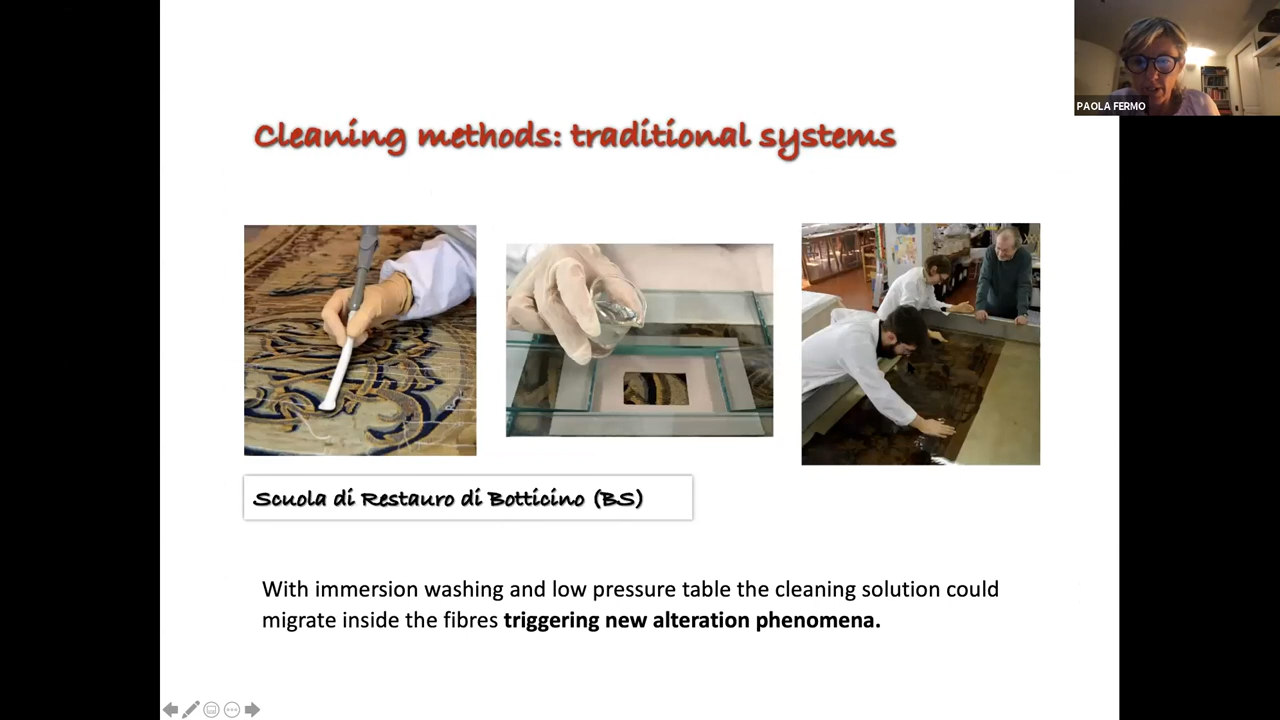 PAOLA FERMO
Cleaning methods: traditional systems
Scuola di Restauro di Botticino (BS)
With immersion washing and low pressure table the cleaning solution could
migrate inside the fibres triggering new alteration phenomena.